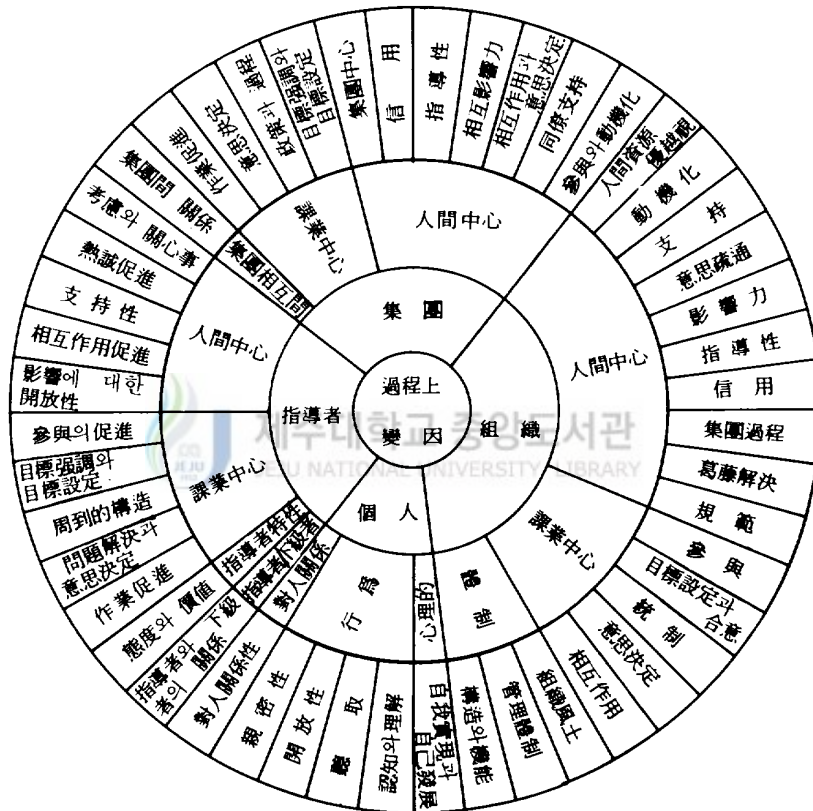 過程上
變因
集團
組織
個人
指導者
人間中心
人間中心
課業中心
體制
心理的
行爲
對人關係
指導者下級者
指導者特性
課業中心
人間中心
集團相互間
課業中心
信用
指導性
相互影響力
相互作用과
意思決定
同僚支持
參與와動機化
人間資源
優越視
動機化
支持
意思疏通
影響力
指導性
信用
集團過程
葛藤解決
規範
參與
目標設定과
合意
統制
意思決定
相互作用
組織風土
管理體制
構造와機能
自我實現과
自己發展
認知와理解
聽取
開放性
親密性
對人關係性
指導者와 下級
者의 關係
態度와 價値
作業促進
問題解決과
意思決定
周到的構造
目標强調와
目標設定
參與의促進
影響에 대한
開放性
相互作用促進
支持性
熱誠促進
考慮와 關心事
集團間 關係
作業促進
意思決定
政策과 過程
目標强調와
目標設定
集團中心
제주대학교 중앙도서관
JEJU NATIONAL UNIVERSITY LIBRARY
JEJU